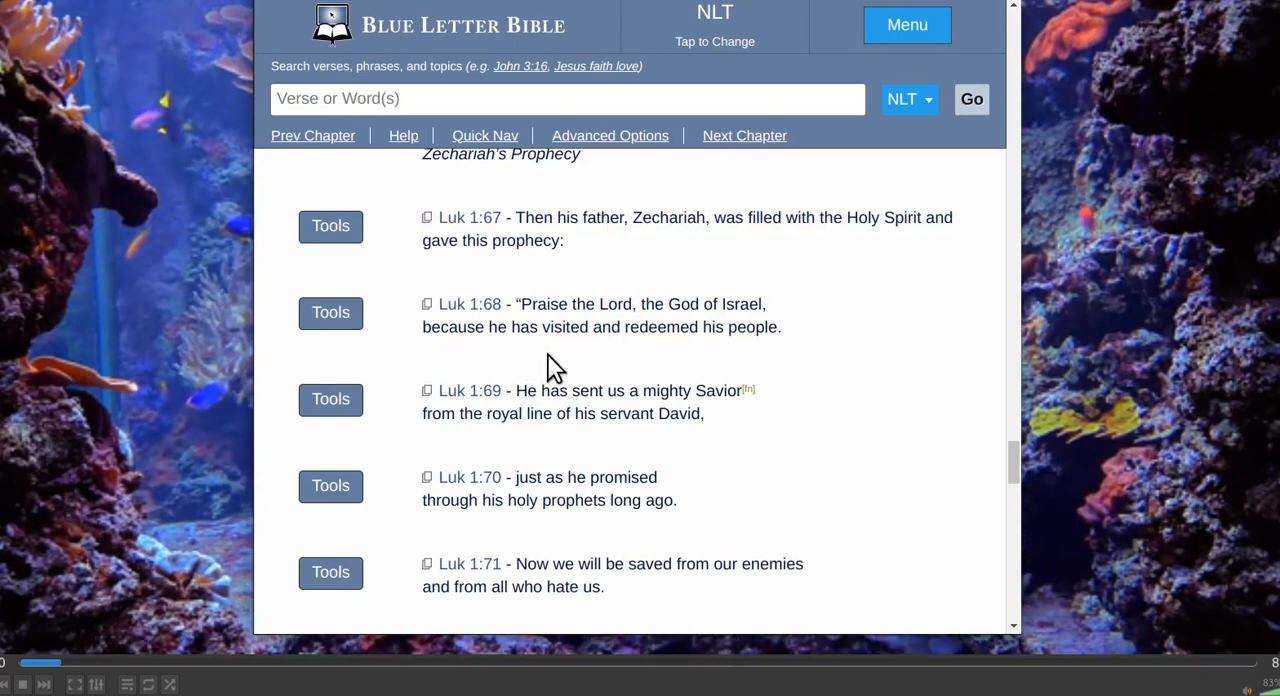 BLUE LETTER BIBLE
NLT
Tap to Change
Menu
Search verses, phrases, and topics (e.g. John 3:16, Jesus faith love)
Verse or Word(s)
NLT
Go
Prev Chapter
Help
Quick Nav
Advanced Options
Next Chapter
Zechariah's Prophecy
Tools
Luk 1:67 - Then his father, Zechariah, was filled with the Holy Spirit and
gave this prophecy:
Tools
Luk 1:68 - “Praise the Lord, the God of Israel,
because he has visited and redeemed his people.
Tools
Luk 1:69 - He has sent us a mighty Savior[fn]
from the royal line of his servant David,
Tools
Luk 1:70 - just as he promised
through his holy prophets long ago.
Tools
Luk 1:71 - Now we will be saved from our enemies
and from all who hate us.
0
8
83%